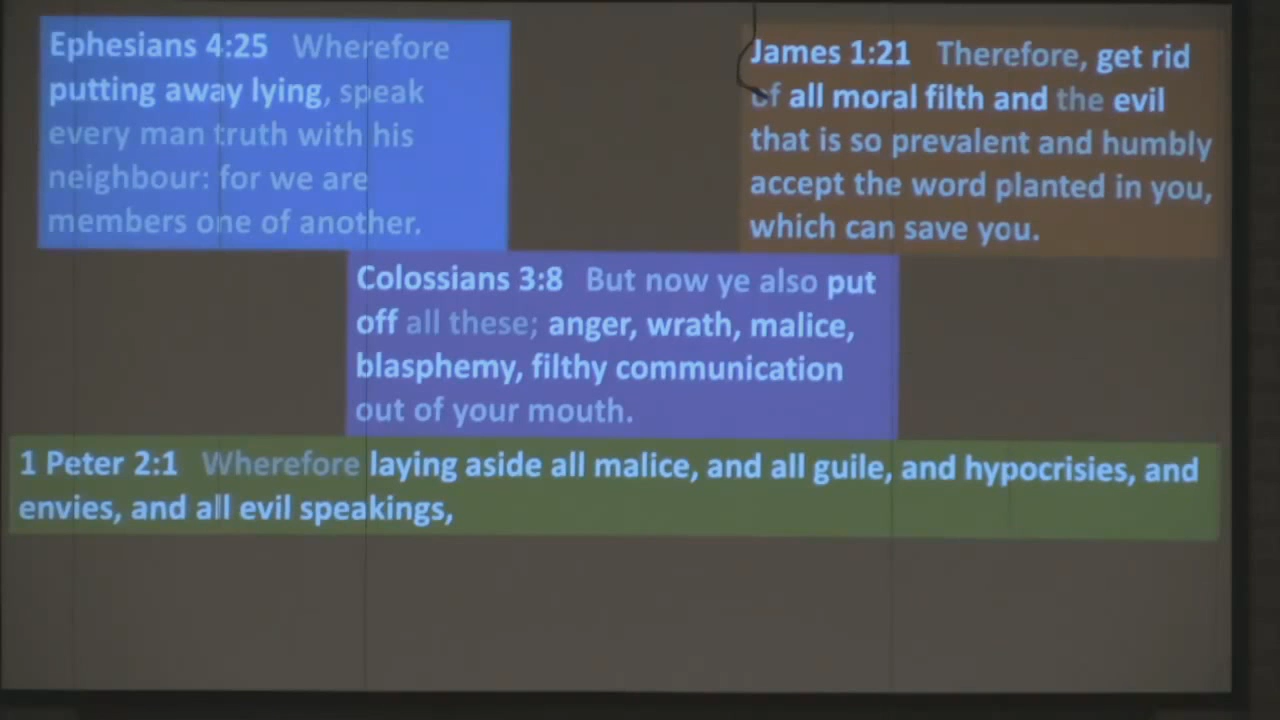 Ephesians 4:25 Wherefore
putting away lying, speak
every man truth with his
neighbour: for we are
members one of another.
James 1:21 Therefore, get rid
of all moral filth and the evil
that is so prevalent and humbly
accept the word planted in you,
which can save you.
Colossians 3:8 But now ye also put
off all these; anger, wrath, malice,
blasphemy, filthy communication
out of your mouth.
1 Peter 2:1 Wherefore laying aside all malice, and all guile, and hypocrisies, and
envies, and all evil speakings,